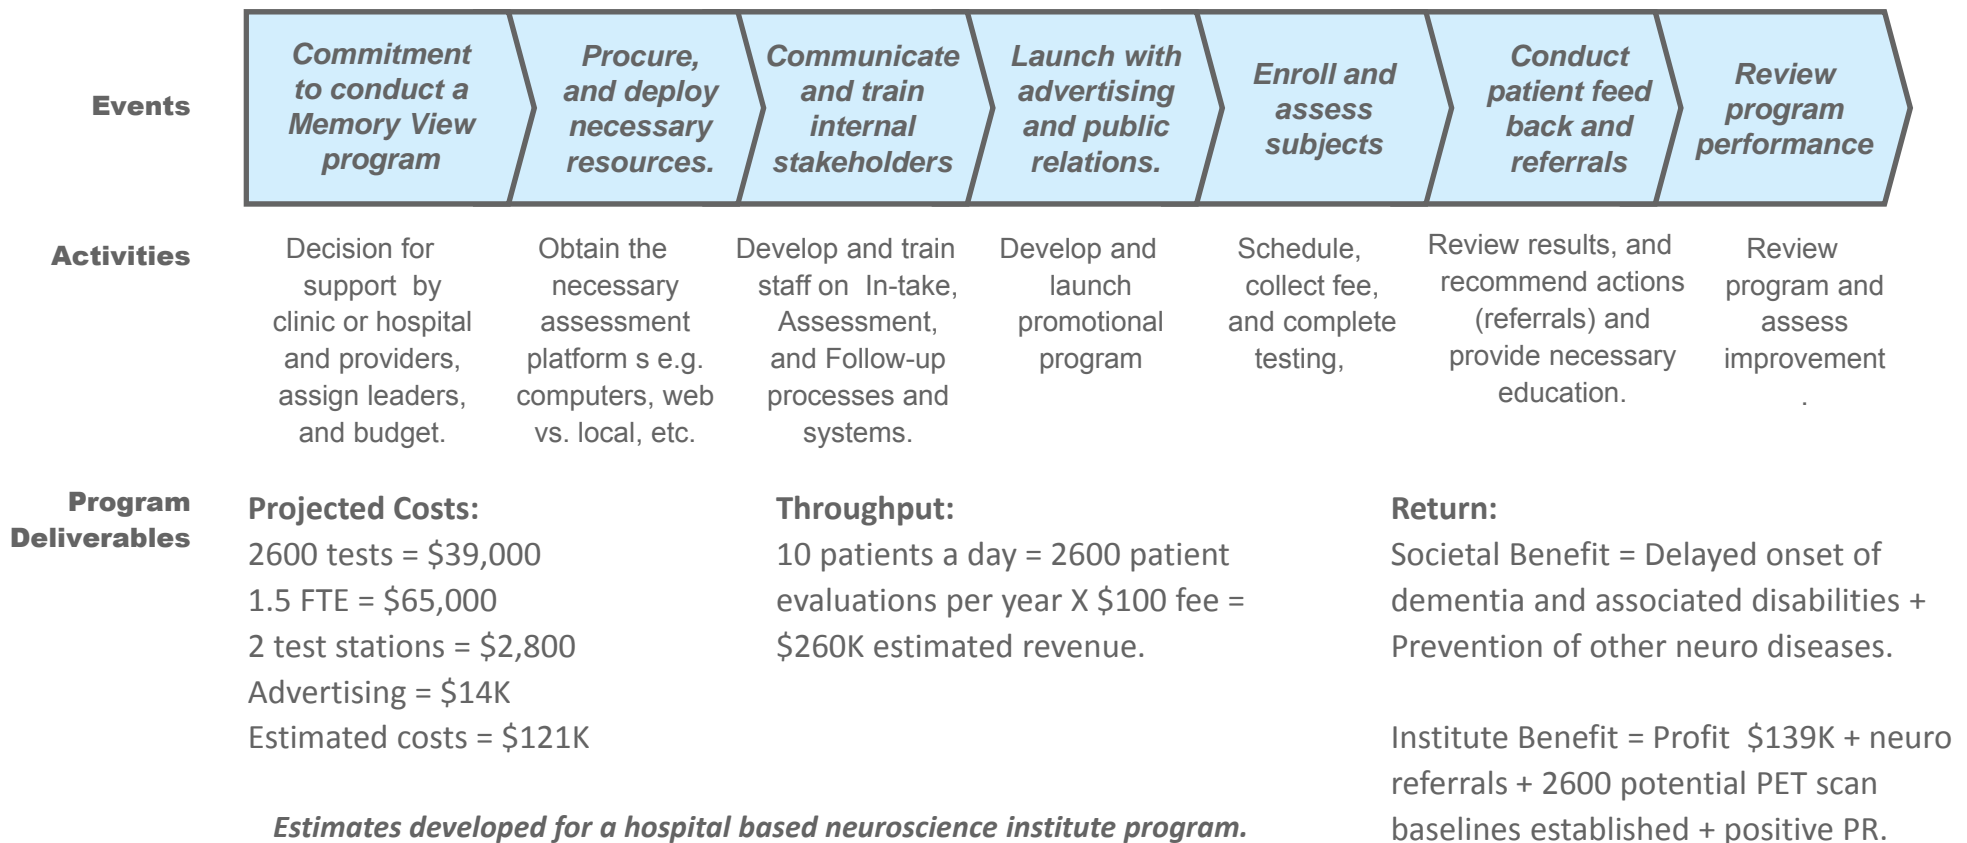 Events
Commitment
to conduct a
Memory View
program
Procure,
and deploy
necessary
resources.
Communicate
and train
internal
stakeholders
Launch with
advertising
and public
relations.
Enroll and
assess
subjects
Conduct
patient feed
back and
referrals
Review
program
performance
Activities
Decision for
support by
clinic or hospital
and providers,
assign leaders,
and budget.
Obtain the
necessary
assessment
platform s e.g.
computers, web
vs. local, etc.
Develop and train
staff on In-take,
Assessment,
and Follow-up
processes and
systems.
Develop and
launch
promotional
program
Schedule,
collect fee,
and complete
testing,
Review results, and
recommend actions
(referrals) and
provide necessary
education.
Review
program and
assess
improvement
.
Program
Deliverables
Projected Costs:
2600 tests = $39,000
1.5 FTE = $65,000
2 test stations = $2,800
Advertising = $14K
Estimated costs = $121K
Throughput:
10 patients a day = 2600 patient
evaluations per year X $100 fee =
$260K estimated revenue.
Return:
Societal Benefit = Delayed onset of
dementia and associated disabilities +
Prevention of other neuro diseases.
Institute Benefit = Profit $139K + neuro
referrals + 2600 potential PET scan
baselines established + positive PR.
Estimates developed for a hospital based neuroscience institute program.